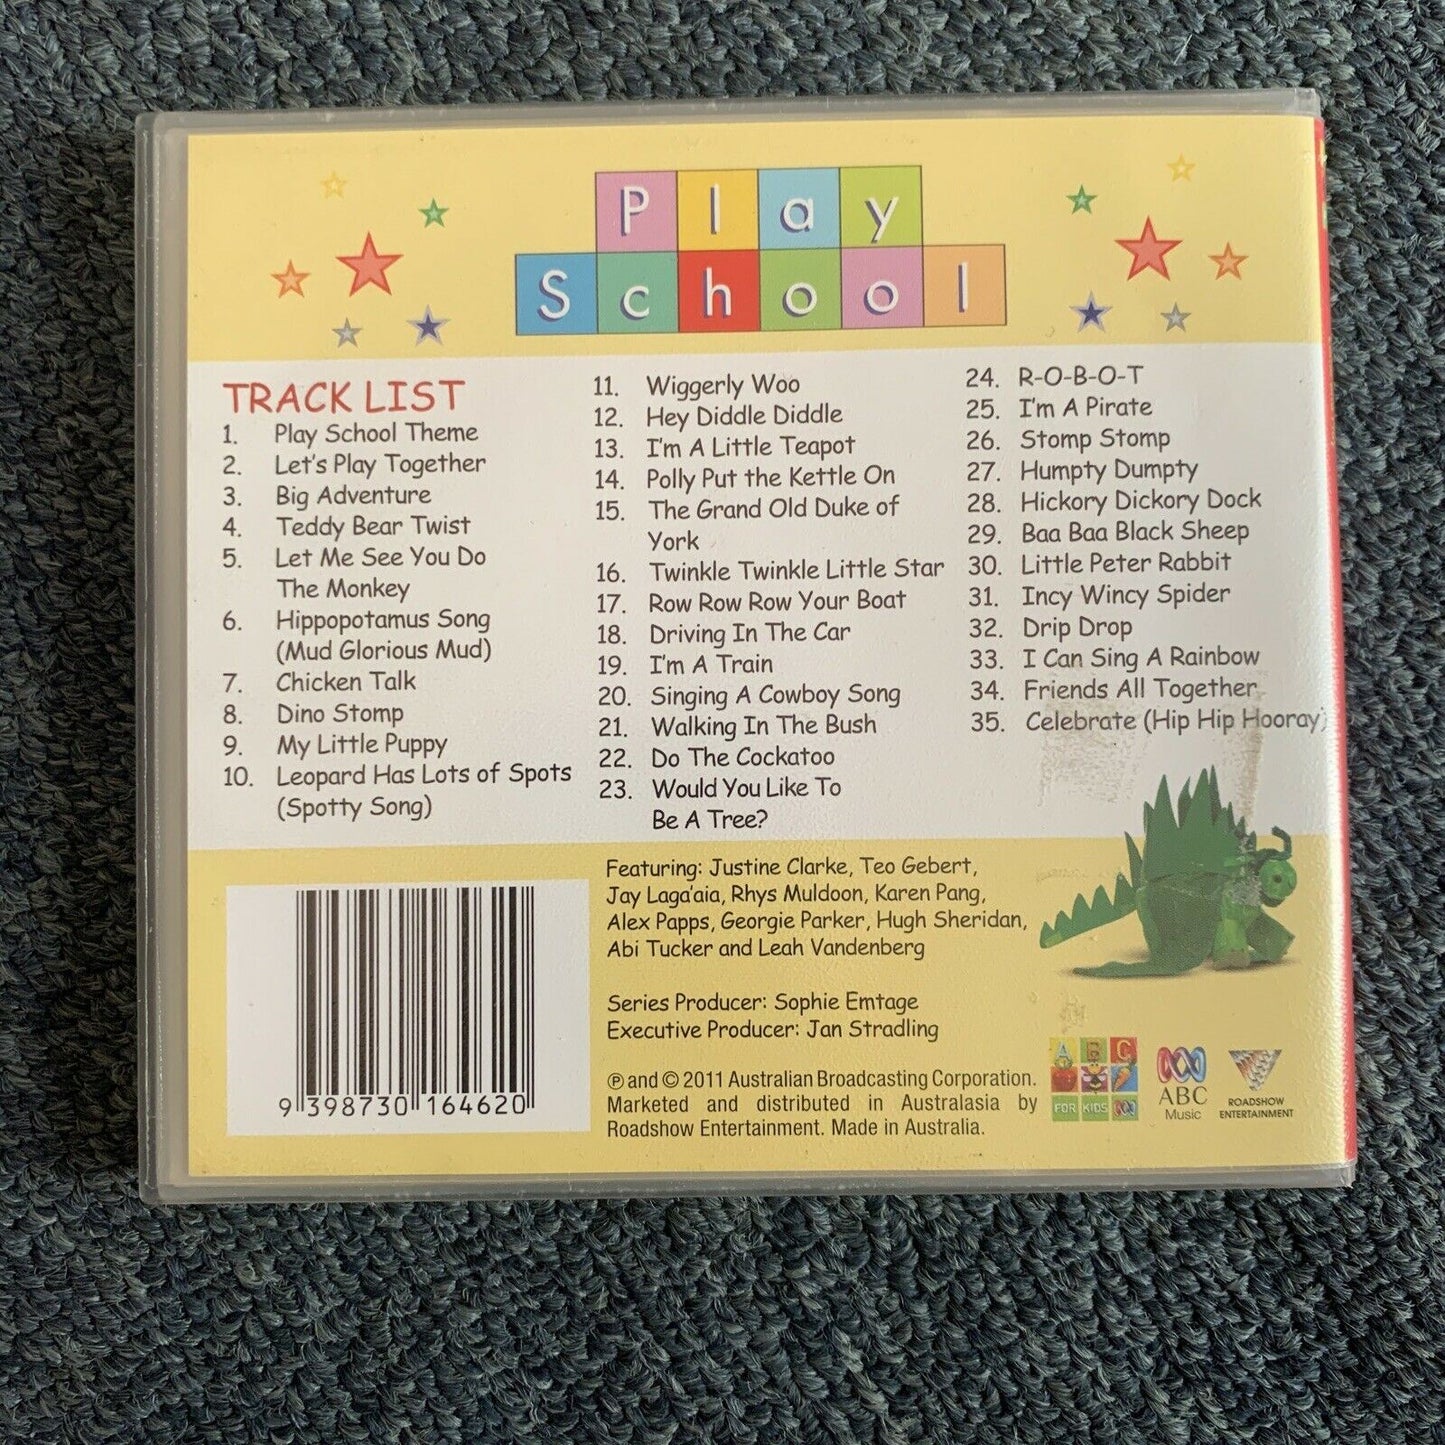 Play
School
TRACK LIST
1. Play School Theme
2. Let's Play Together
3. Big Adventure
4. Teddy Bear Twist
5. Let Me See You Do
The Monkey
6. Hippopotamus Song
(Mud Glorious Mud)
7. Chicken Talk
8. Dino Stomp
9. My Little Puppy
10. Leopard Has Lots of Spots
(Spotty Song)
11. Wiggerly Woo
12. Hey Diddle Diddle
13. I'm A Little Teapot
14. Polly Put the Kettle On
15. The Grand Old Duke of
York
16. Twinkle Twinkle Little Star
17. Row Row Row Your Boat
18. Driving In The Car
19. I'm A Train
20. Singing A Cowboy Song
21. Walking In The Bush
22. Do The Cockatoo
23. Would You Like To
Be A Tree?
24. R-O-B-O-T
25. I'm A Pirate
26. Stomp Stomp
27. Humpty Dumpty
28. Hickory Dickory Dock
29. Baa Baa Black Sheep
30. Little Peter Rabbit
31. Incy Wincy Spider
32. Drip Drop
33. I Can Sing A Rainbow
34. Friends All Together
35. Celebrate (Hip Hip Hooray)
Featuring: Justine Clarke, Teo Gebert,
Jay Laga'aia, Rhys Muldoon, Karen Pang,
Alex Papps, Georgie Parker, Hugh Sheridan,
Abi Tucker and Leah Vandenberg
Series Producer: Sophie Emtage
Executive Producer: Jan Stradling
℗ and © 2011 Australian Broadcasting Corporation.
Marketed and distributed in Australasia by
Roadshow Entertainment. Made in Australia.
9 398730 164620
ABC
FOR KIDS
ABC
Music
ROADSHOW
ENTERTAINMENT